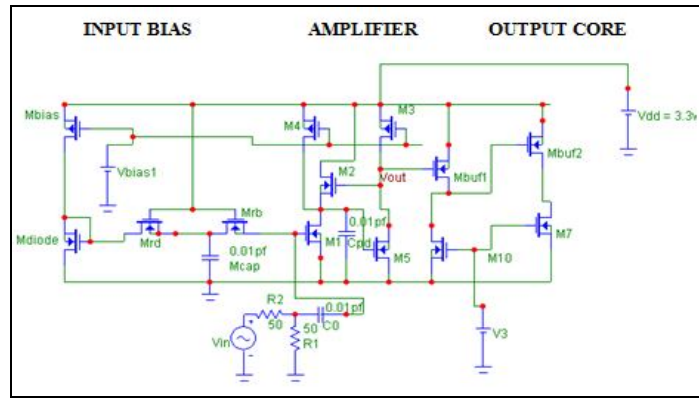 INPUT BIAS AMPLIFIER OUTPUT CORE
Mbias
M4
M3
Vdd = 3.3v
Mbuf2
M2
Vbias1
Vout
Mbuf1
Mrb
0.01pf
Mdiode
Mrd
M1
Cpd
M5
M10
M7
0.01pf
Mcap
R2
0.01pf
50
50
C0
Vin
R1
V3